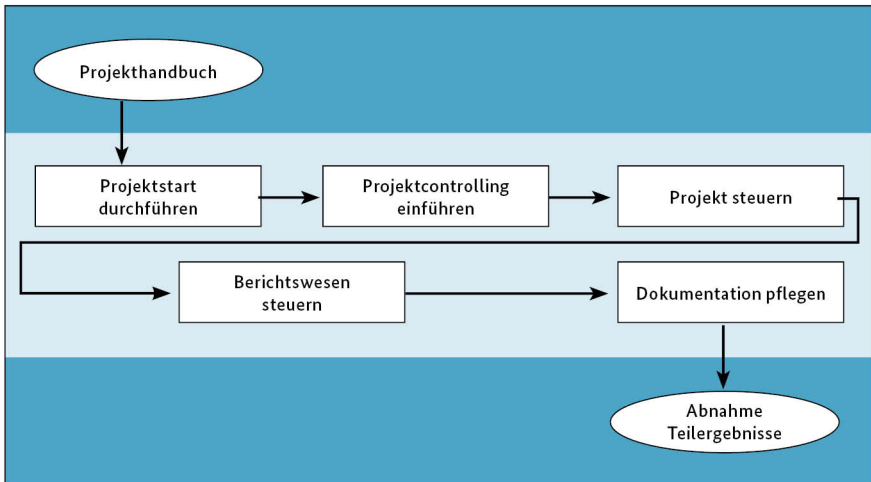 Projekthandbuch
Projektstart
durchführen
Projektcontrolling
einführen
Projekt steuern
Berichtswesen
steuern
Dokumentation pflegen
Abnahme
Teilergebnisse